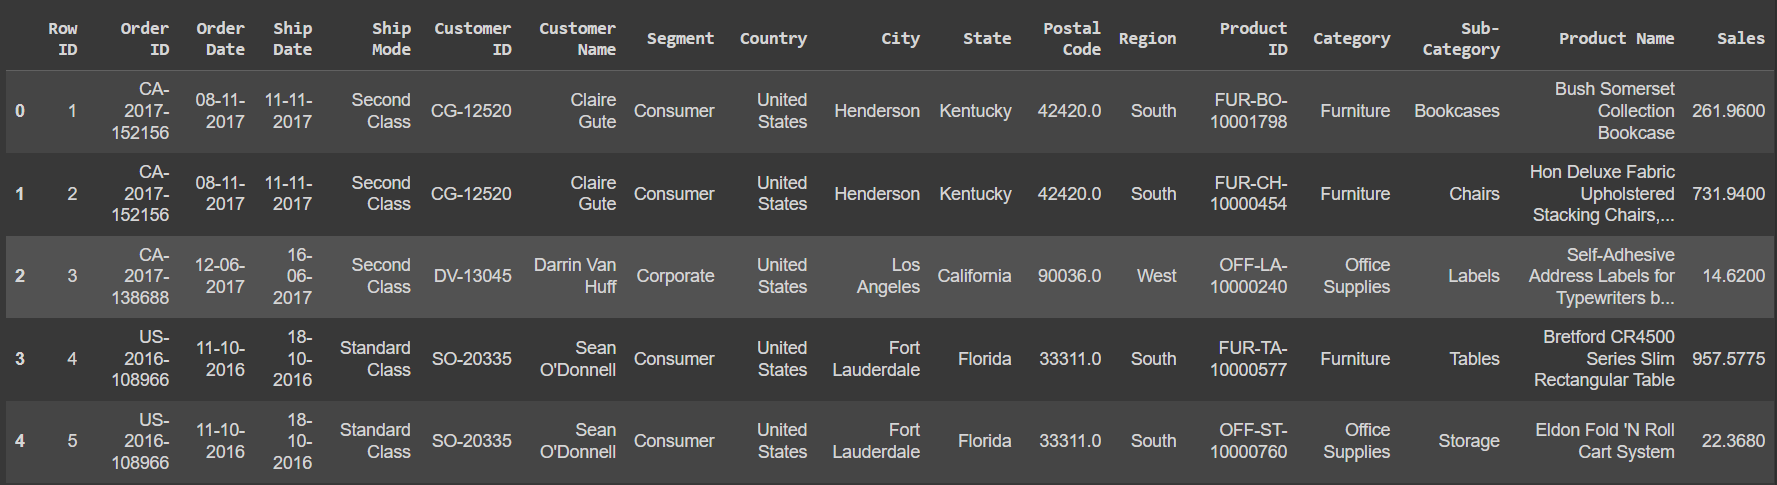 Row ID Order ID Order Date Ship Date Ship Mode Customer ID Customer Name Segment Country City State Postal Code Region Product ID Category Sub-Category Product Name Sales
0 1 CA-2017-152156 08-11-2017 11-11-2017 Second Class CG-12520 Claire Gute Consumer United States Henderson Kentucky 42420.0 South FUR-BO-10001798 Furniture Bookcases Bush Somerset Collection Bookcase 261.9600
1 2 CA-2017-152156 08-11-2017 11-11-2017 Second Class CG-12520 Claire Gute Consumer United States Henderson Kentucky 42420.0 South FUR-CH-10000454 Furniture Chairs Hon Deluxe Fabric Upholstered Stacking Chairs,... 731.9400
2 3 CA-2017-138688 12-06-2017 16-06-2017 Second Class DV-13045 Darrin Van Huff Corporate United States Los Angeles California 90036.0 West OFF-LA-10000240 Office Supplies Labels Self-Adhesive Address Labels for Typewriters b... 14.6200
3 4 US-2016-108966 11-10-2016 18-10-2016 Standard Class SO-20335 Sean O'Donnell Consumer United States Fort Lauderdale Florida 33311.0 South FUR-TA-10000577 Furniture Tables Bretford CR4500 Series Slim Rectangular Table 957.5775
4 5 US-2016-108966 11-10-2016 18-10-2016 Standard Class SO-20335 Sean O'Donnell Consumer United States Fort Lauderdale Florida 33311.0 South OFF-ST-10000760 Office Supplies Storage Eldon Fold 'N Roll Cart System 22.3680